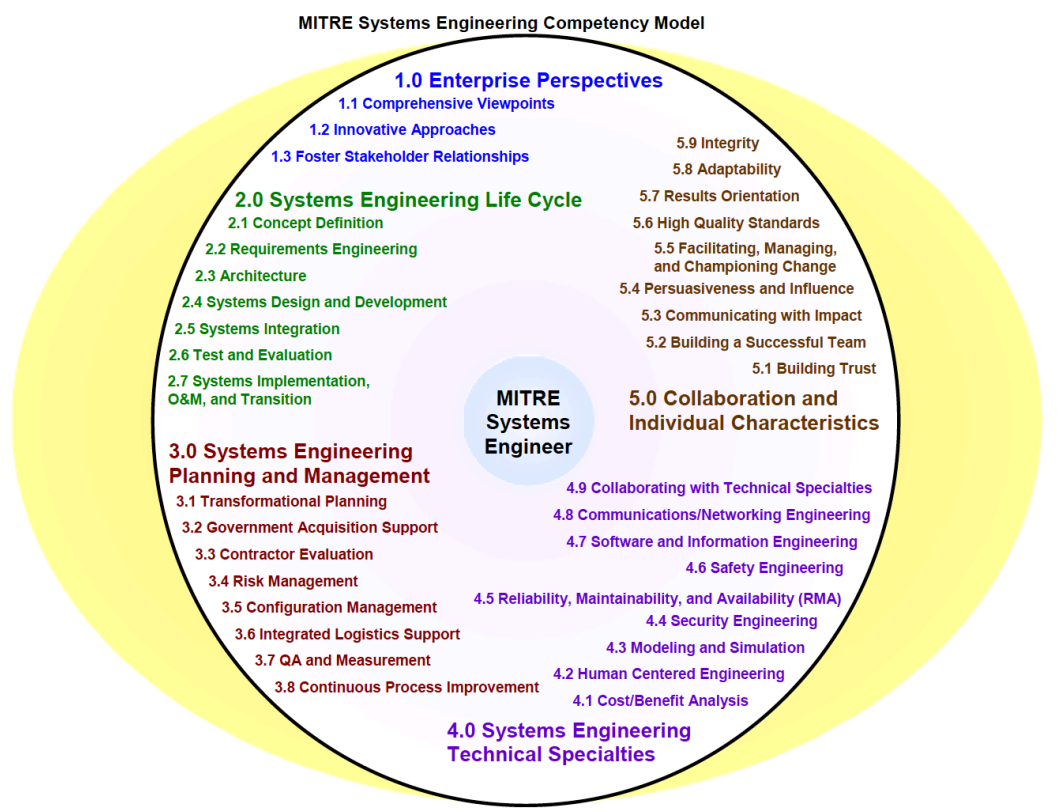 MITRE Systems Engineering Competency Model
1.0 Enterprise Perspectives
1.1 Comprehensive Viewpoints
1.2 Innovative Approaches
1.3 Foster Stakeholder Relationships
2.0 Systems Engineering Life Cycle
2.1 Concept Definition
2.2 Requirements Engineering
2.3 Architecture
2.4 Systems Design and Development
2.5 Systems Integration
2.6 Test and Evaluation
2.7 Systems Implementation,
O&M, and Transition
3.0 Systems Engineering
Planning and Management
3.1 Transformational Planning
3.2 Government Acquisition Support
3.3 Contractor Evaluation
3.4 Risk Management
3.5 Configuration Management
3.6 Integrated Logistics Support
3.7 QA and Measurement
3.8 Continuous Process Improvement
MITRE
Systems
Engineer
5.9 Integrity
5.8 Adaptability
5.7 Results Orientation
5.6 High Quality Standards
5.5 Facilitating, Managing,
and Championing Change
5.4 Persuasiveness and Influence
5.3 Communicating with Impact
5.2 Building a Successful Team
5.1 Building Trust
5.0 Collaboration and
Individual Characteristics
4.9 Collaborating with Technical Specialties
4.8 Communications/Networking Engineering
4.7 Software and Information Engineering
4.6 Safety Engineering
4.5 Reliability, Maintainability, and Availability (RMA)
4.4 Security Engineering
4.3 Modeling and Simulation
4.2 Human Centered Engineering
4.1 Cost/Benefit Analysis
4.0 Systems Engineering
Technical Specialties